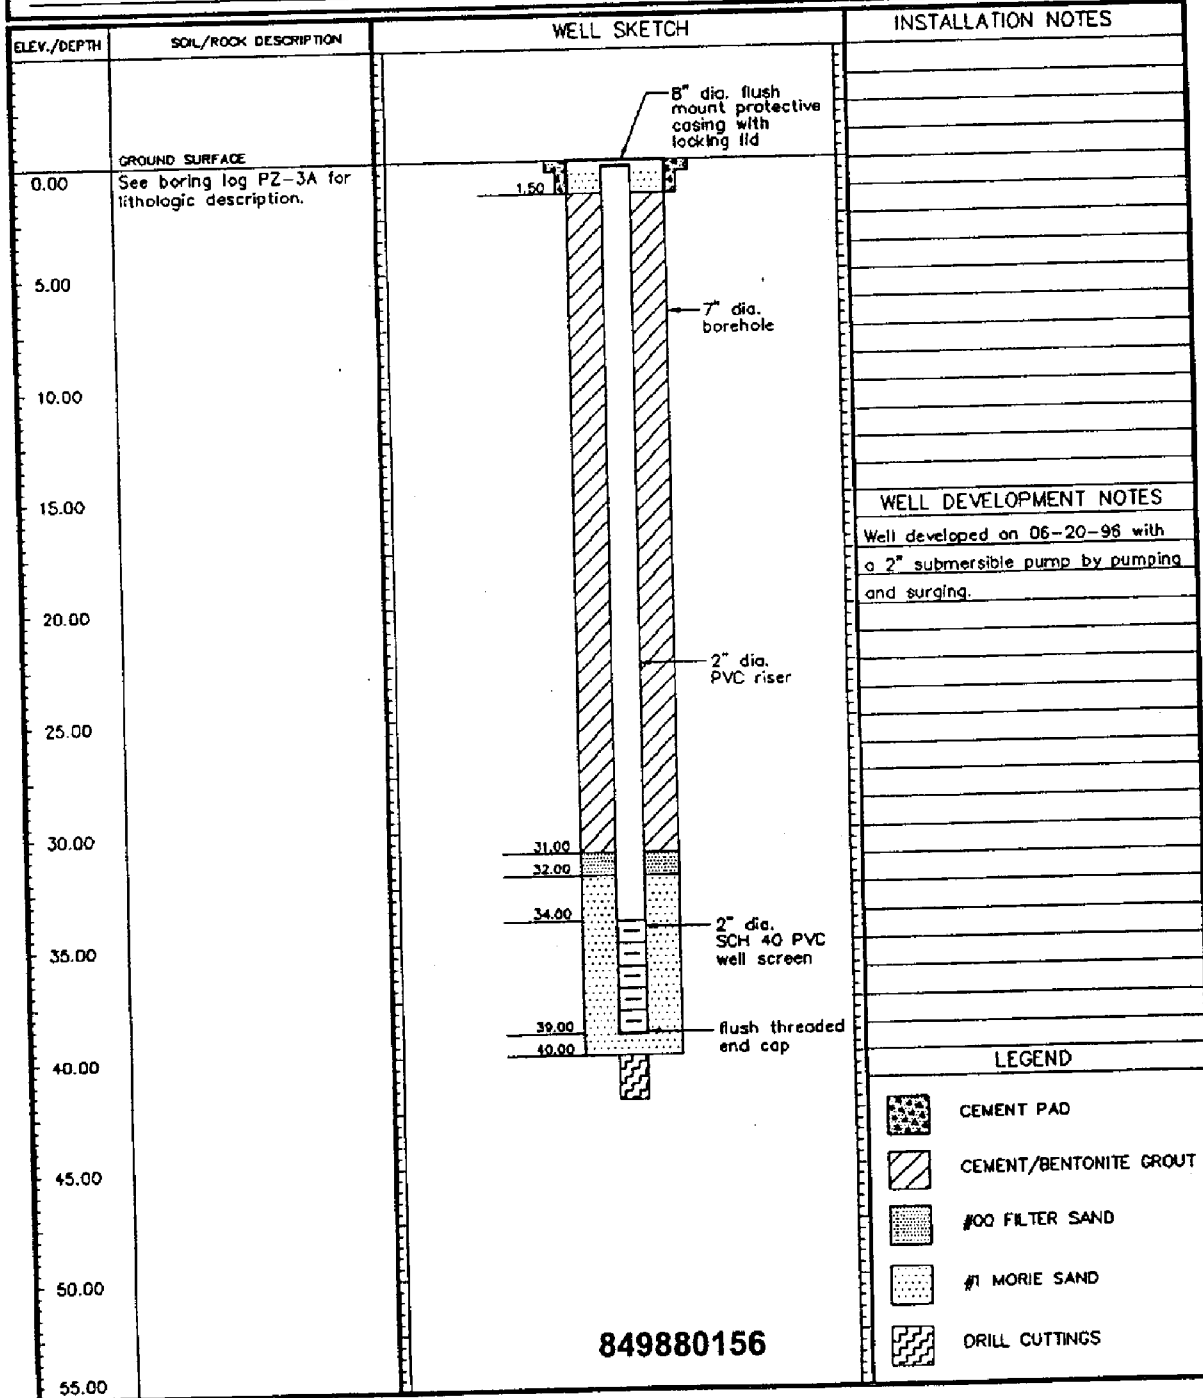 ELEV./DEPTH
SOIL/ROCK DESCRIPTION
WELL SKETCH
INSTALLATION NOTES
8" dia. flush
mount protective
casing with
locking lid
GROUND SURFACE
0.00
See boring log PZ-3A for
lithologic description.
1.50
5.00
7" dia.
borehole
10.00
15.00
WELL DEVELOPMENT NOTES
Well developed on 06-20-96 with
a 2" submersible pump by pumping
and surging.
20.00
2" dia.
PVC riser
25.00
30.00
31.00
32.00
34.00
2" dia.
SCH 40 PVC
well screen
35.00
39.00
flush threaded
end cap
40.00
40.00
LEGEND
CEMENT PAD
CEMENT/BENTONITE GROUT
#00 FILTER SAND
#1 MORIE SAND
DRILL CUTTINGS
45.00
50.00
55.00
849880156